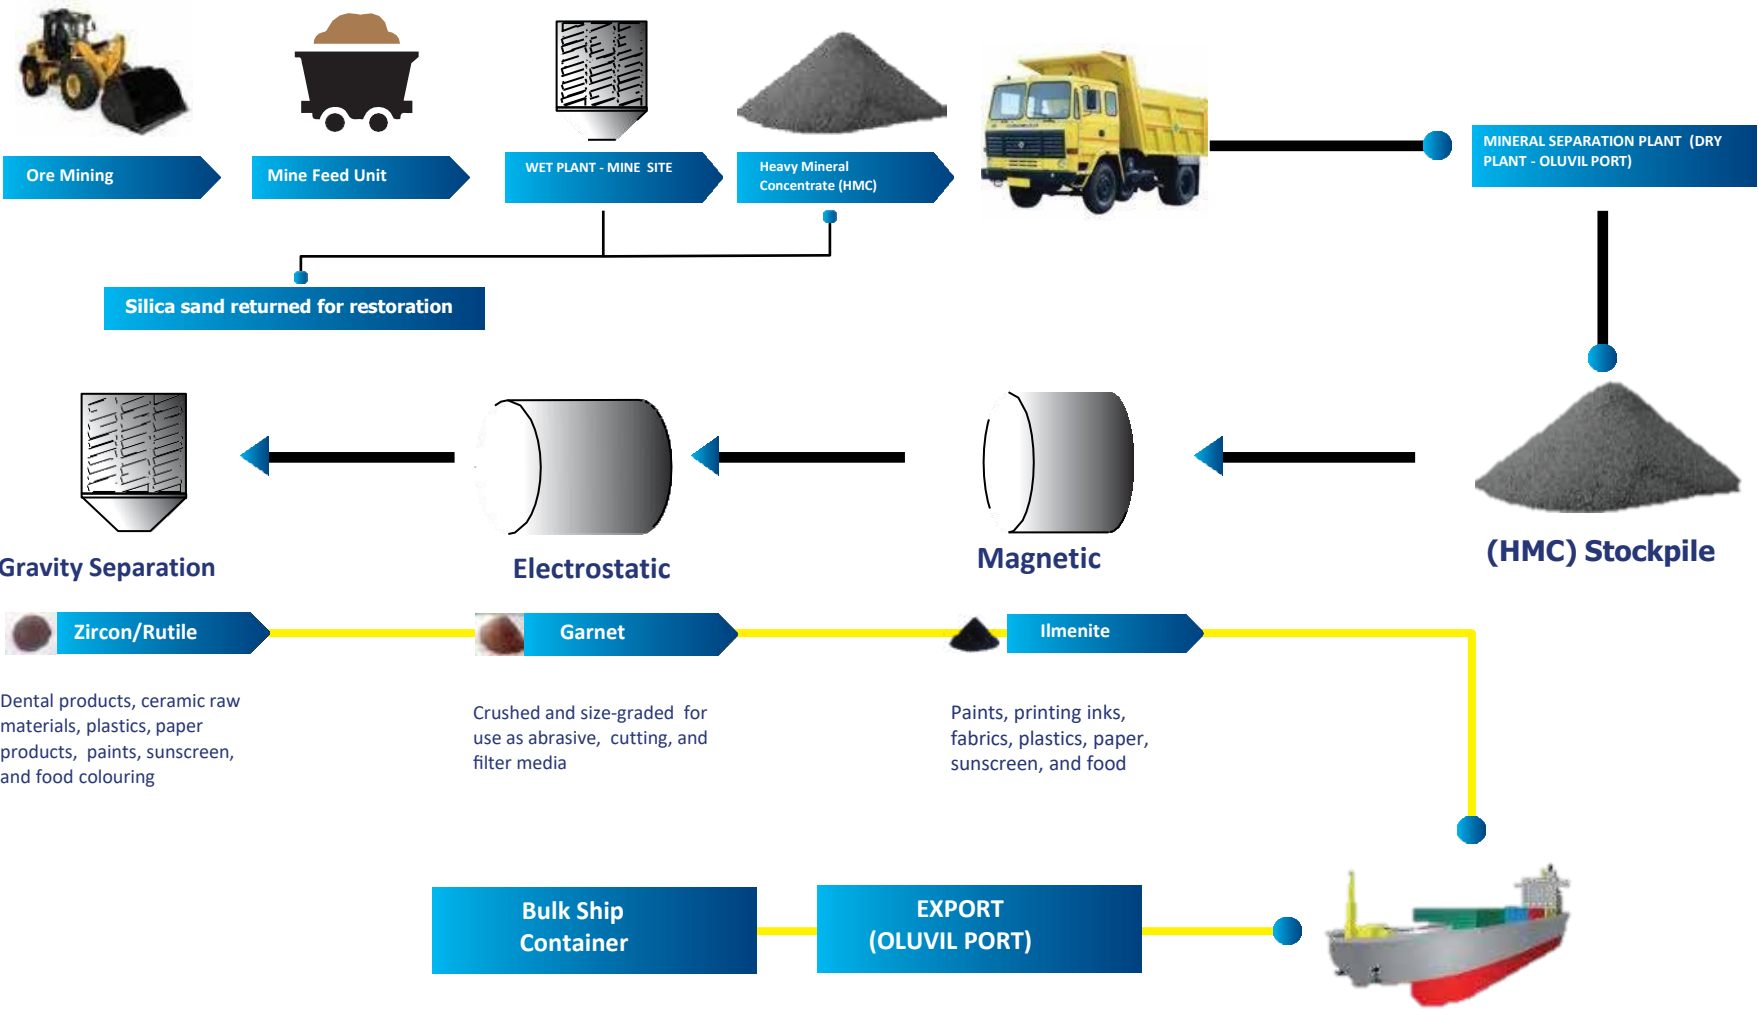 Ore Mining
Mine Feed Unit
WET PLANT - MINE SITE
Heavy Mineral
Concentrate (HMC)
MINERAL SEPARATION PLANT (DRY
PLANT - OLUVIL PORT)
Silica sand returned for restoration
Gravity Separation
Electrostatic
Magnetic
(HMC) Stockpile
Zircon/Rutile
Garnet
Ilmenite
Dental products, ceramic raw
materials, plastics, paper
products, paints, sunscreen,
and food colouring
Crushed and size-graded for
use as abrasive, cutting, and
filter media
Paints, printing inks,
fabrics, plastics, paper,
sunscreen, and food
Bulk Ship
Container
EXPORT
(OLUVIL PORT)